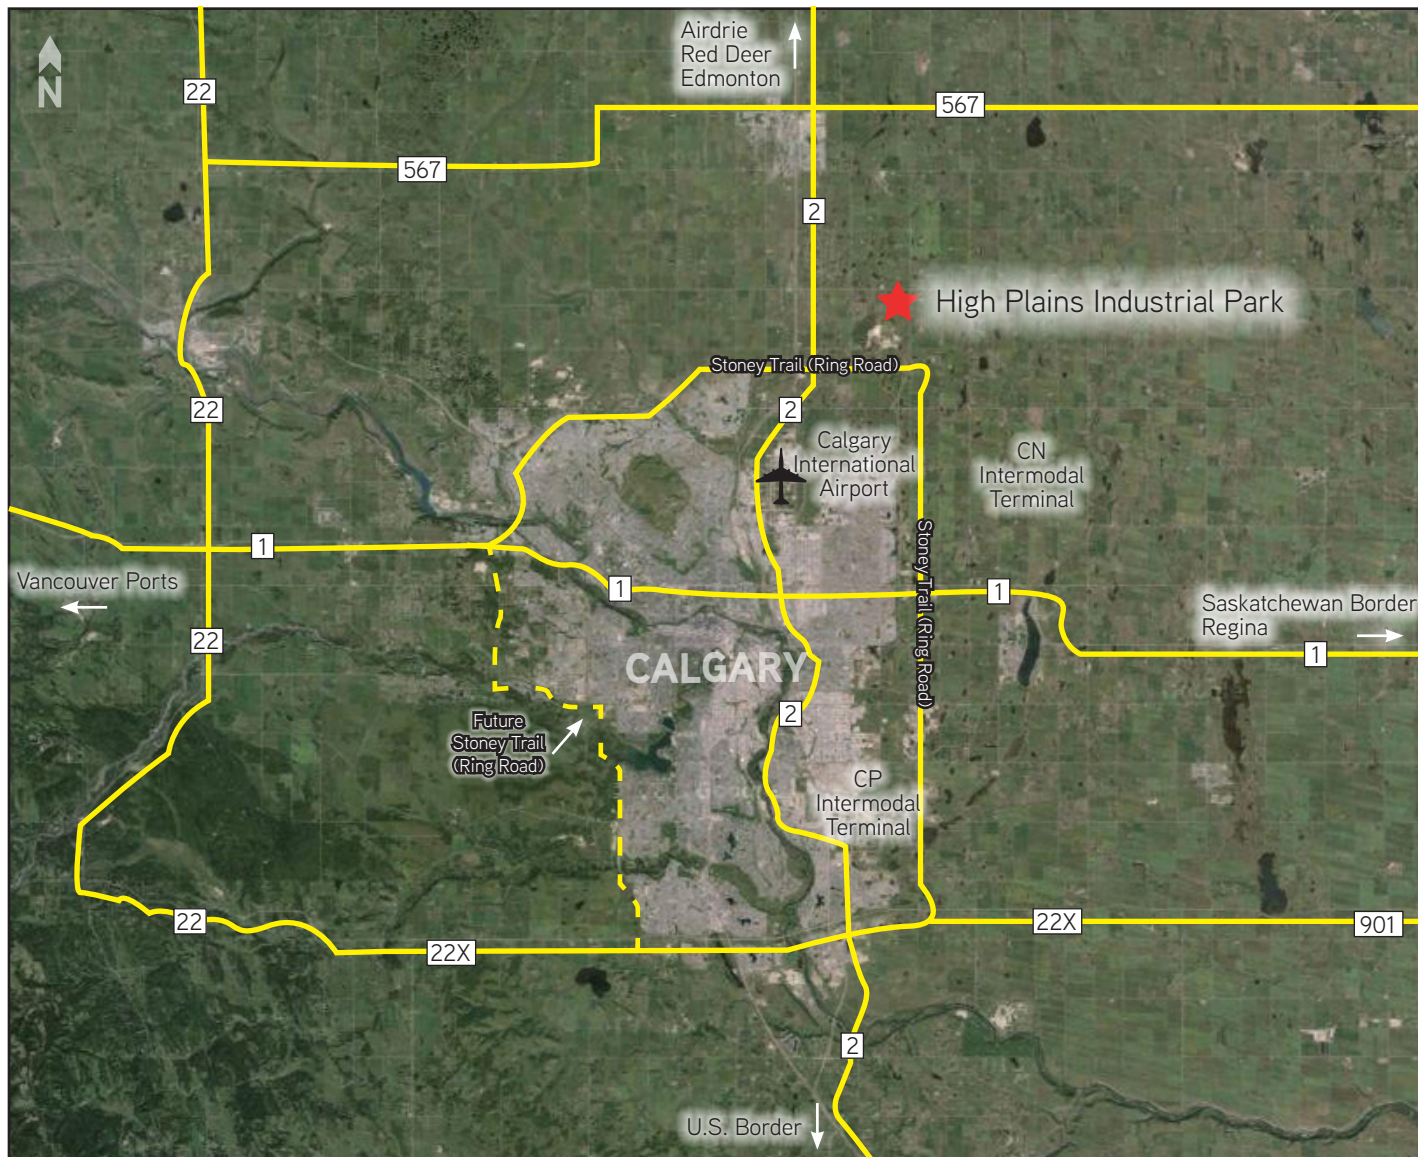 Airdrie
Red Deer
Edmonton
N
22
567
567
2
High Plains Industrial Park
Stoney Trail (Ring Road)
22
2
Calgary
International
Airport
CN
Intermodal
Terminal
1
Vancouver Ports
1
1
Stoney Trail (Ring Road)
Saskatchewan Border
Regina
1
22
CALGARY
2
Future
Stoney Trail
(Ring Road)
CP
Intermodal
Terminal
22
22X
22X
901
2
U.S. Border